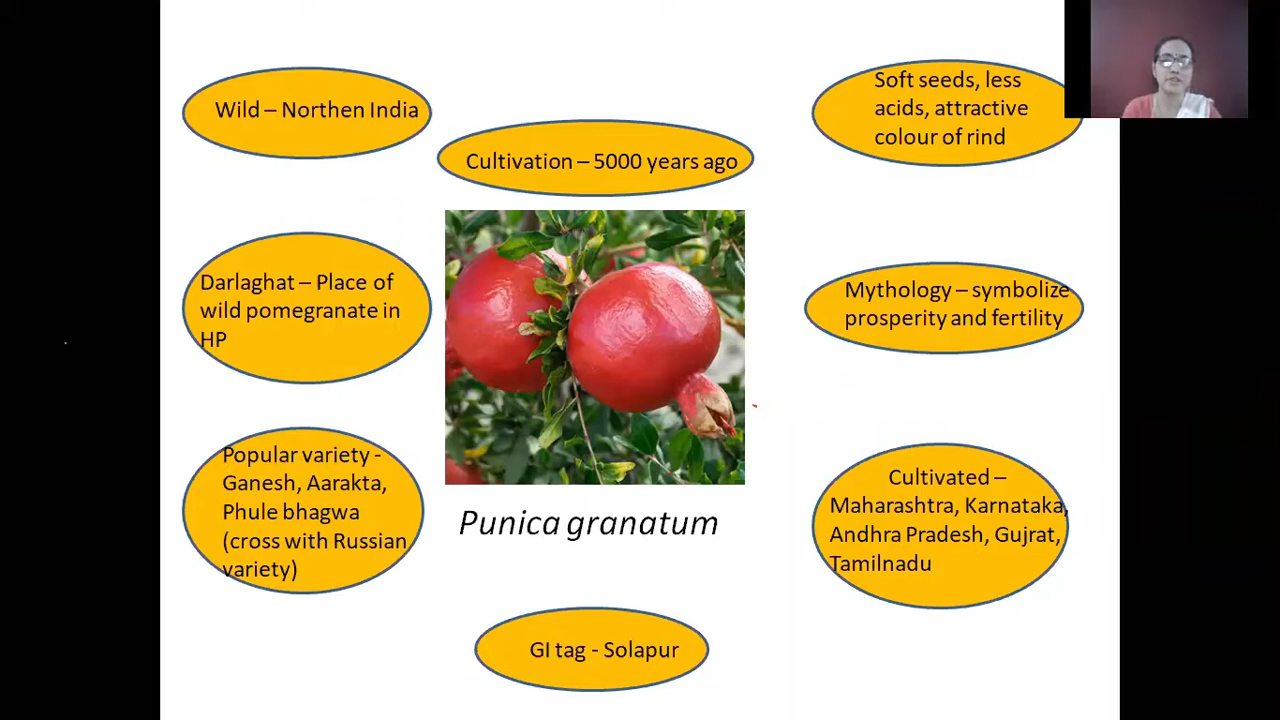 Wild – Northen India
Cultivation – 5000 years ago
Soft seeds, less
acids, attractive
colour of rind
Darlaghat – Place of
wild pomegranate in
HP
Mythology – symbolize
prosperity and fertility
Popular variety -
Ganesh, Aarakta,
Phule bhagwa
(cross with Russian
variety)
Punica granatum
Cultivated –
Maharashtra, Karnataka,
Andhra Pradesh, Gujrat,
Tamilnadu
GI tag - Solapur